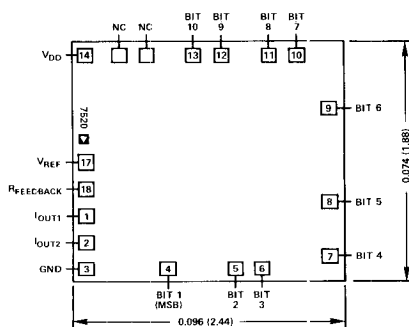 NC NC BIT 10 BIT 9 BIT 8 BIT 7
VDD 14 13 12 11 10
7520
9 BIT 6
0.074 (1.88)
VREF 17
RFEEDBACK 18
IOUT1 1
8 BIT 5
IOUT2 2
7 BIT 4
GND 3 4 5 6
BIT 1 (MSB) BIT 2 BIT 3
0.096 (2.44)